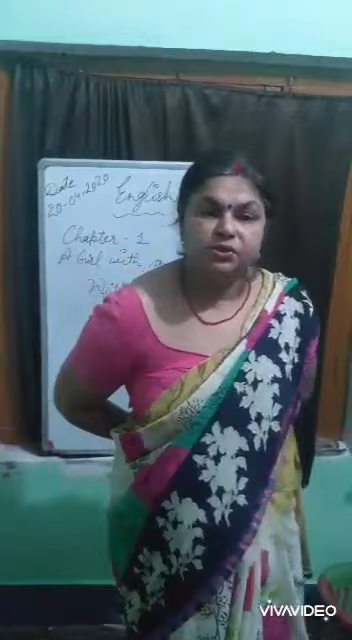 Date
20-04-2020
English
Chapter - 1
A Girl with
VIVAVIDEO